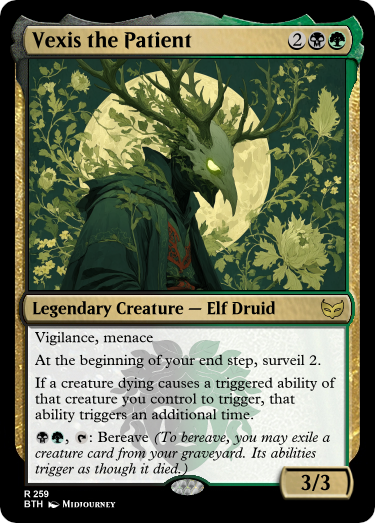 Vexis the Patient 2
Legendary Creature — Elf Druid
Vigilance, menace
At the beginning of your end step, surveil 2.
If a creature dying causes a triggered ability of
that creature you control to trigger, that
ability triggers an additional time.
, : Bereave (To bereave, you may exile a
creature card from your graveyard. Its abilities
trigger as though it died.)
3/3
R 259
BTH Midjourney